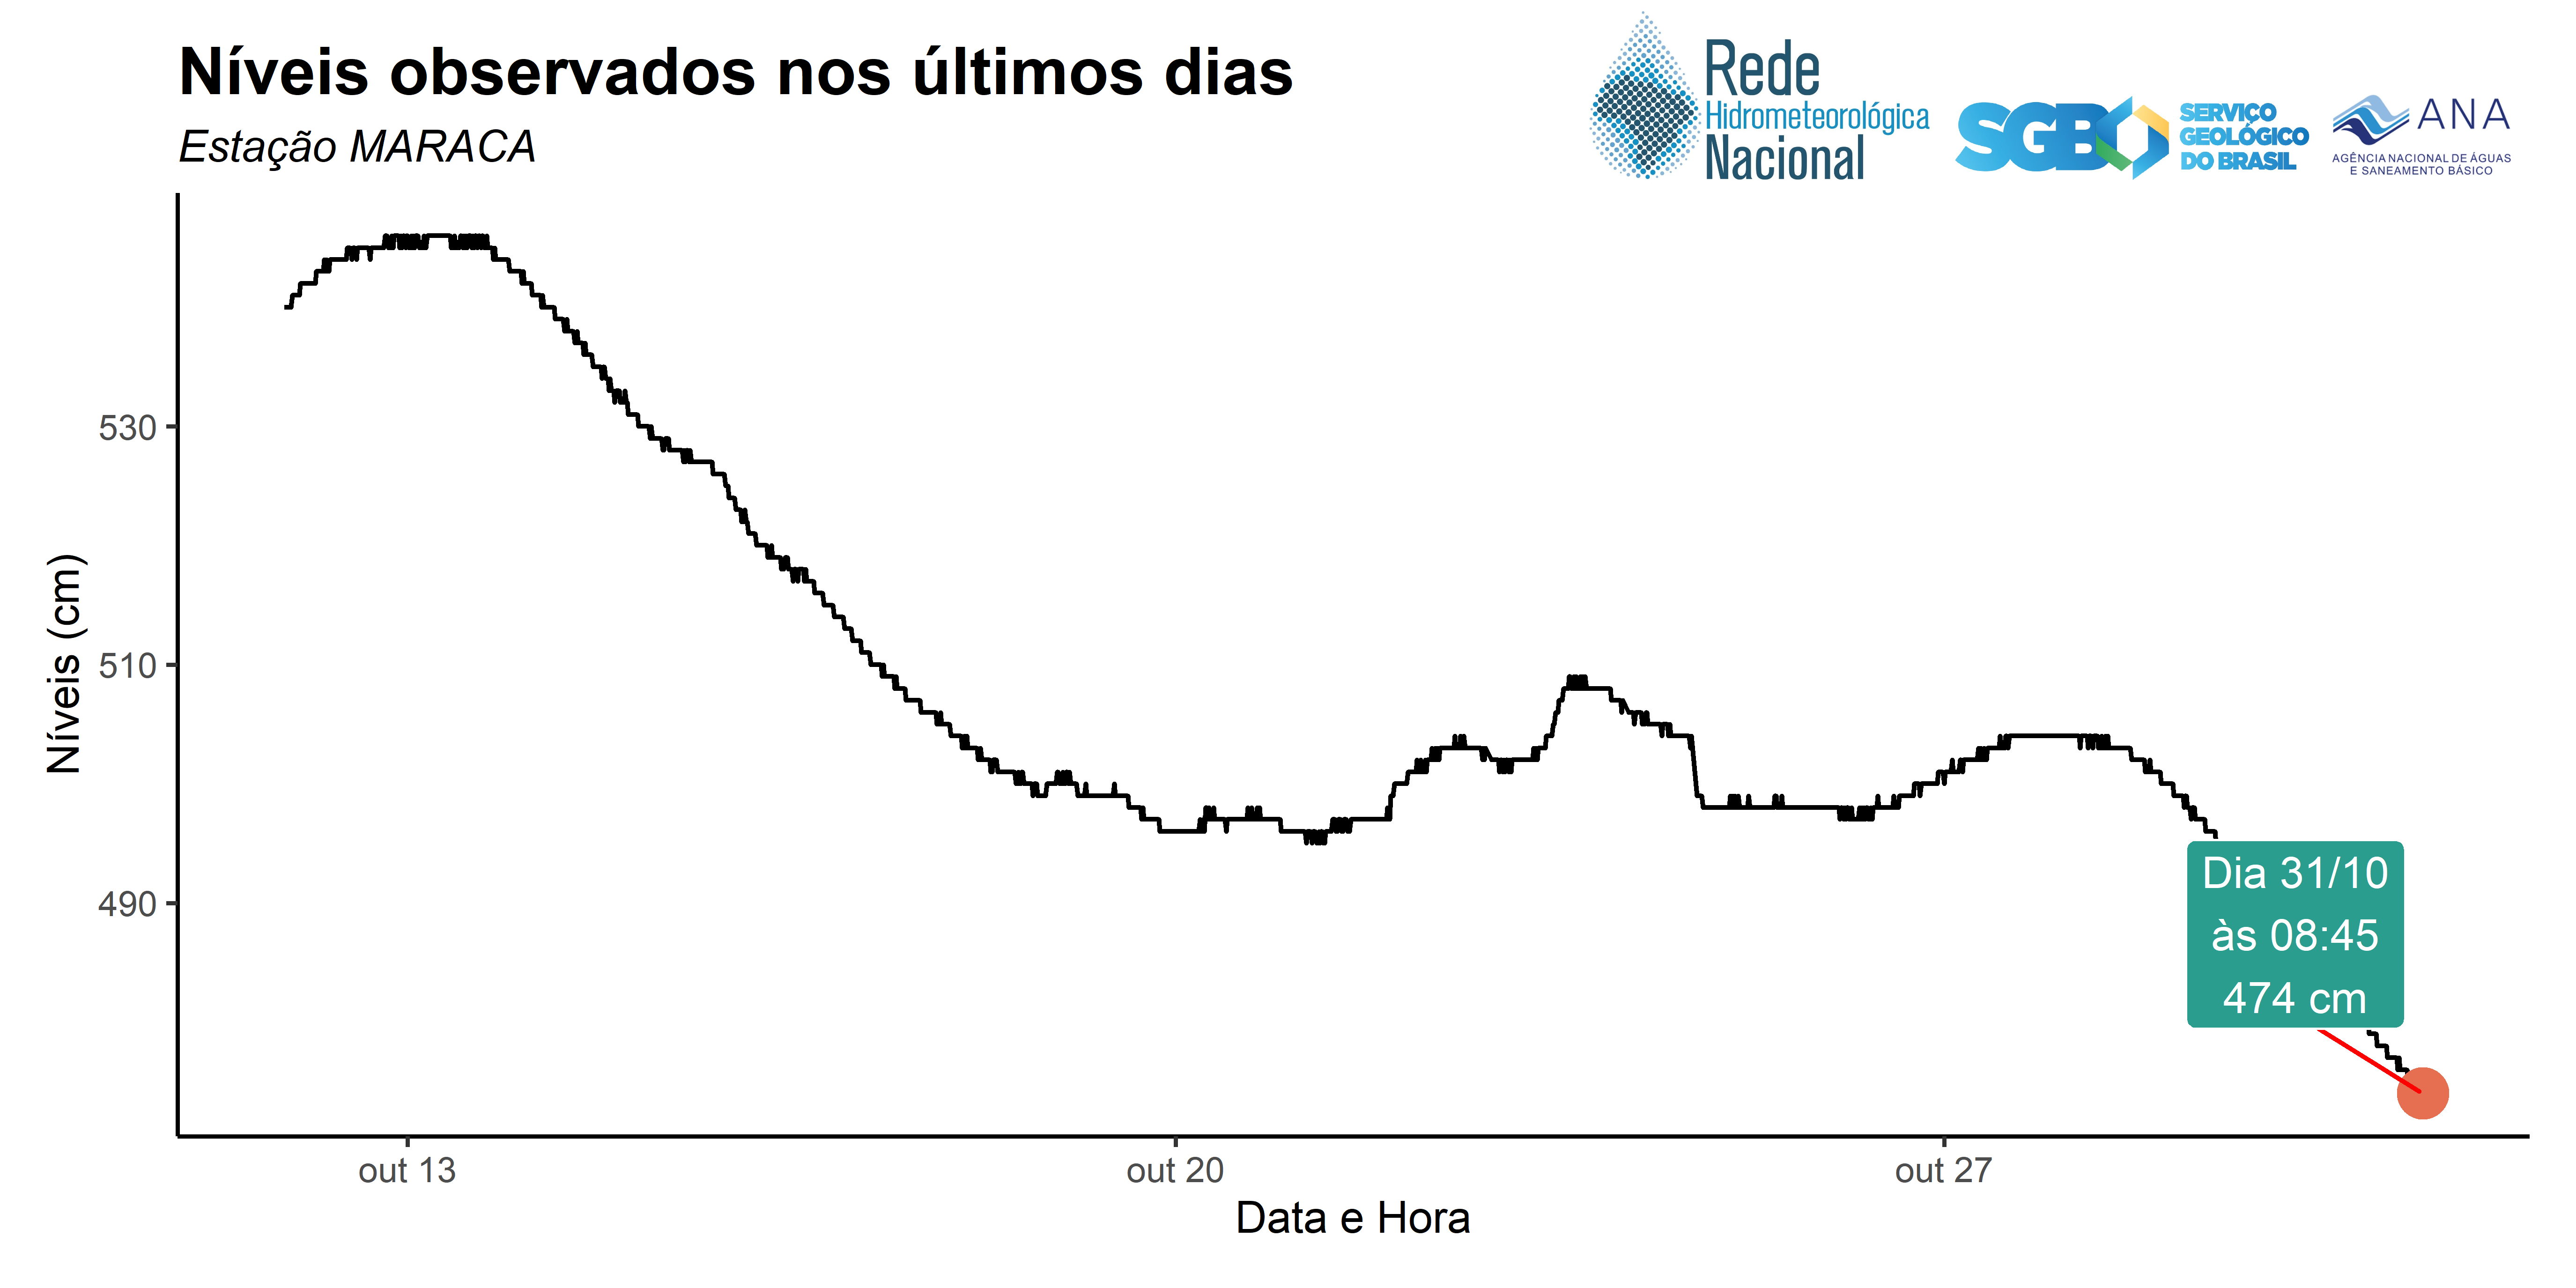 Níveis observados nos últimos dias
Estação MARACA
Rede
Hidrometeorológica
Nacional
SGB
SERVIÇO
GEOLÓGICO
DO BRASIL
ANA
AGÊNCIA NACIONAL DE ÁGUAS
E SANEAMENTO BÁSICO
Níveis (cm)
530
510
490
Dia 31/10
às 08:45
474 cm
out 13
out 20
out 27
Data e Hora